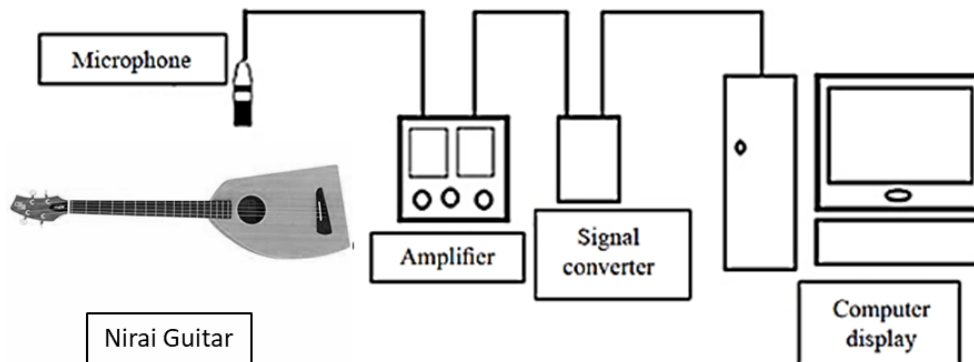 Microphone
Amplifier
Signal
converter
Nirai Guitar
Computer
display